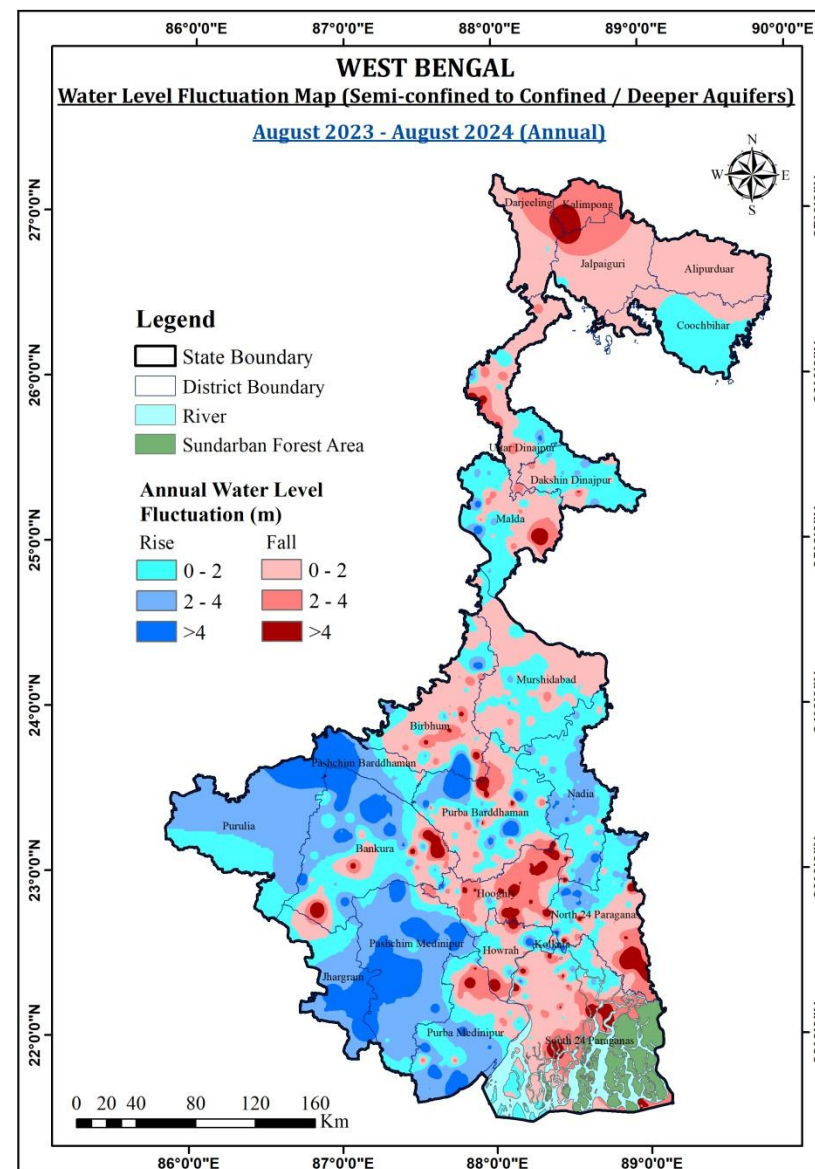 86°0'0"E 87°0'0"E 88°0'0"E 89°0'0"E 90°0'0"E
WEST BENGAL
Water Level Fluctuation Map (Semi-confined to Confined / Deeper Aquifers)
August 2023 - August 2024 (Annual)
N
W E
S
27°0'0"N
Darjeeling
Kalimpong
Jalpaiguri
Alipurduar
Coochbihar
Legend
State Boundary
District Boundary
River
Sundarban Forest Area
26°0'0"N
Uttar Dinajpur
Dakshin Dinajpur
Malda
25°0'0"N
Annual Water Level
Fluctuation (m)
Rise Fall
0 - 2 0 - 2
2 - 4 2 - 4
>4 >4
Murshidabad
24°0'0"N
Birbhum
Pashchim Barddhaman
Nadia
Purba Barddhaman
Purulia
Bankura
23°0'0"N
Hooghly
North 24 Paragana
Pashchim Medinipur
Howrah
Kolkata
Jhargram
22°0'0"N
Purba Medinipur
South 24 Paraganas
0 20 40 80 120 160
Km
86°0'0"E 87°0'0"E 88°0'0"E 89°0'0"E